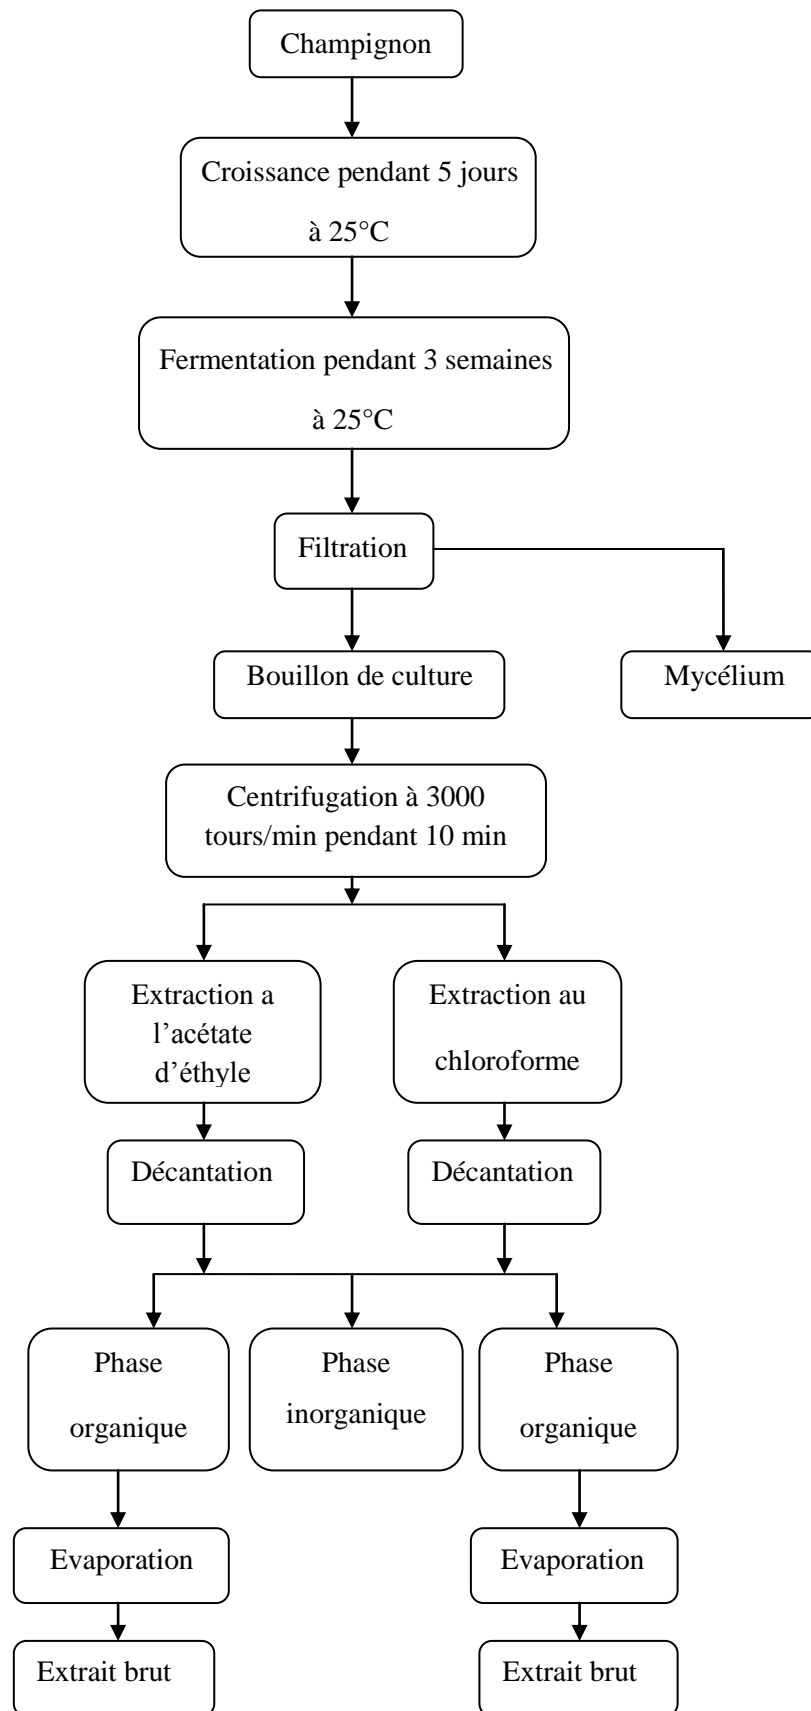 Champignon
Croissance pendant 5 jours
à 25°C
Fermentation pendant 3 semaines
à 25°C
Filtration
Bouillon de culture
Mycélium
Centrifugation à 3000
tours/min pendant 10 min
Extraction a
l’acétate
d’éthyle
Extraction au
chloroforme
Décantation
Décantation
Phase
organique
Phase
inorganique
Phase
organique
Evaporation
Evaporation
Extrait brut
Extrait brut